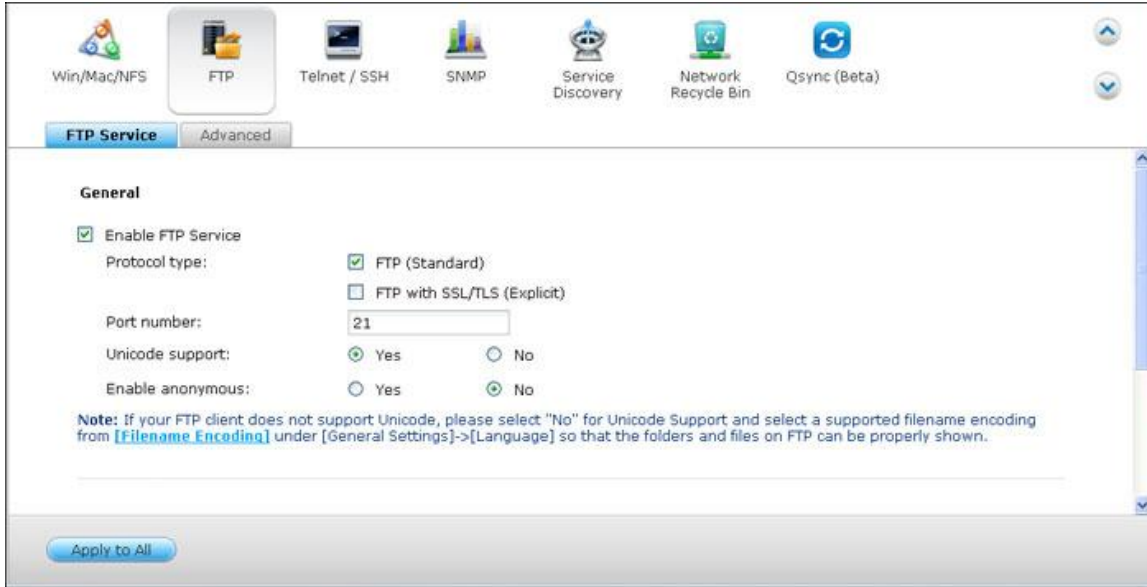 Win/Mac/NFS
FTP
Telnet / SSH
SNMP
Service
Discovery
Network
Recycle Bin
Qsync (Beta)
FTP Service
Advanced
General
Enable FTP Service
Protocol type:
FTP (Standard)
FTP with SSL/TLS (Explicit)
Port number:
21
Unicode support:
Yes
No
Enable anonymous:
Yes
No
Note: If your FTP client does not support Unicode, please select "No" for Unicode Support and select a supported filename encoding
from [Filename Encoding] under [General Settings]->[Language] so that the folders and files on FTP can be properly shown.
Apply to All